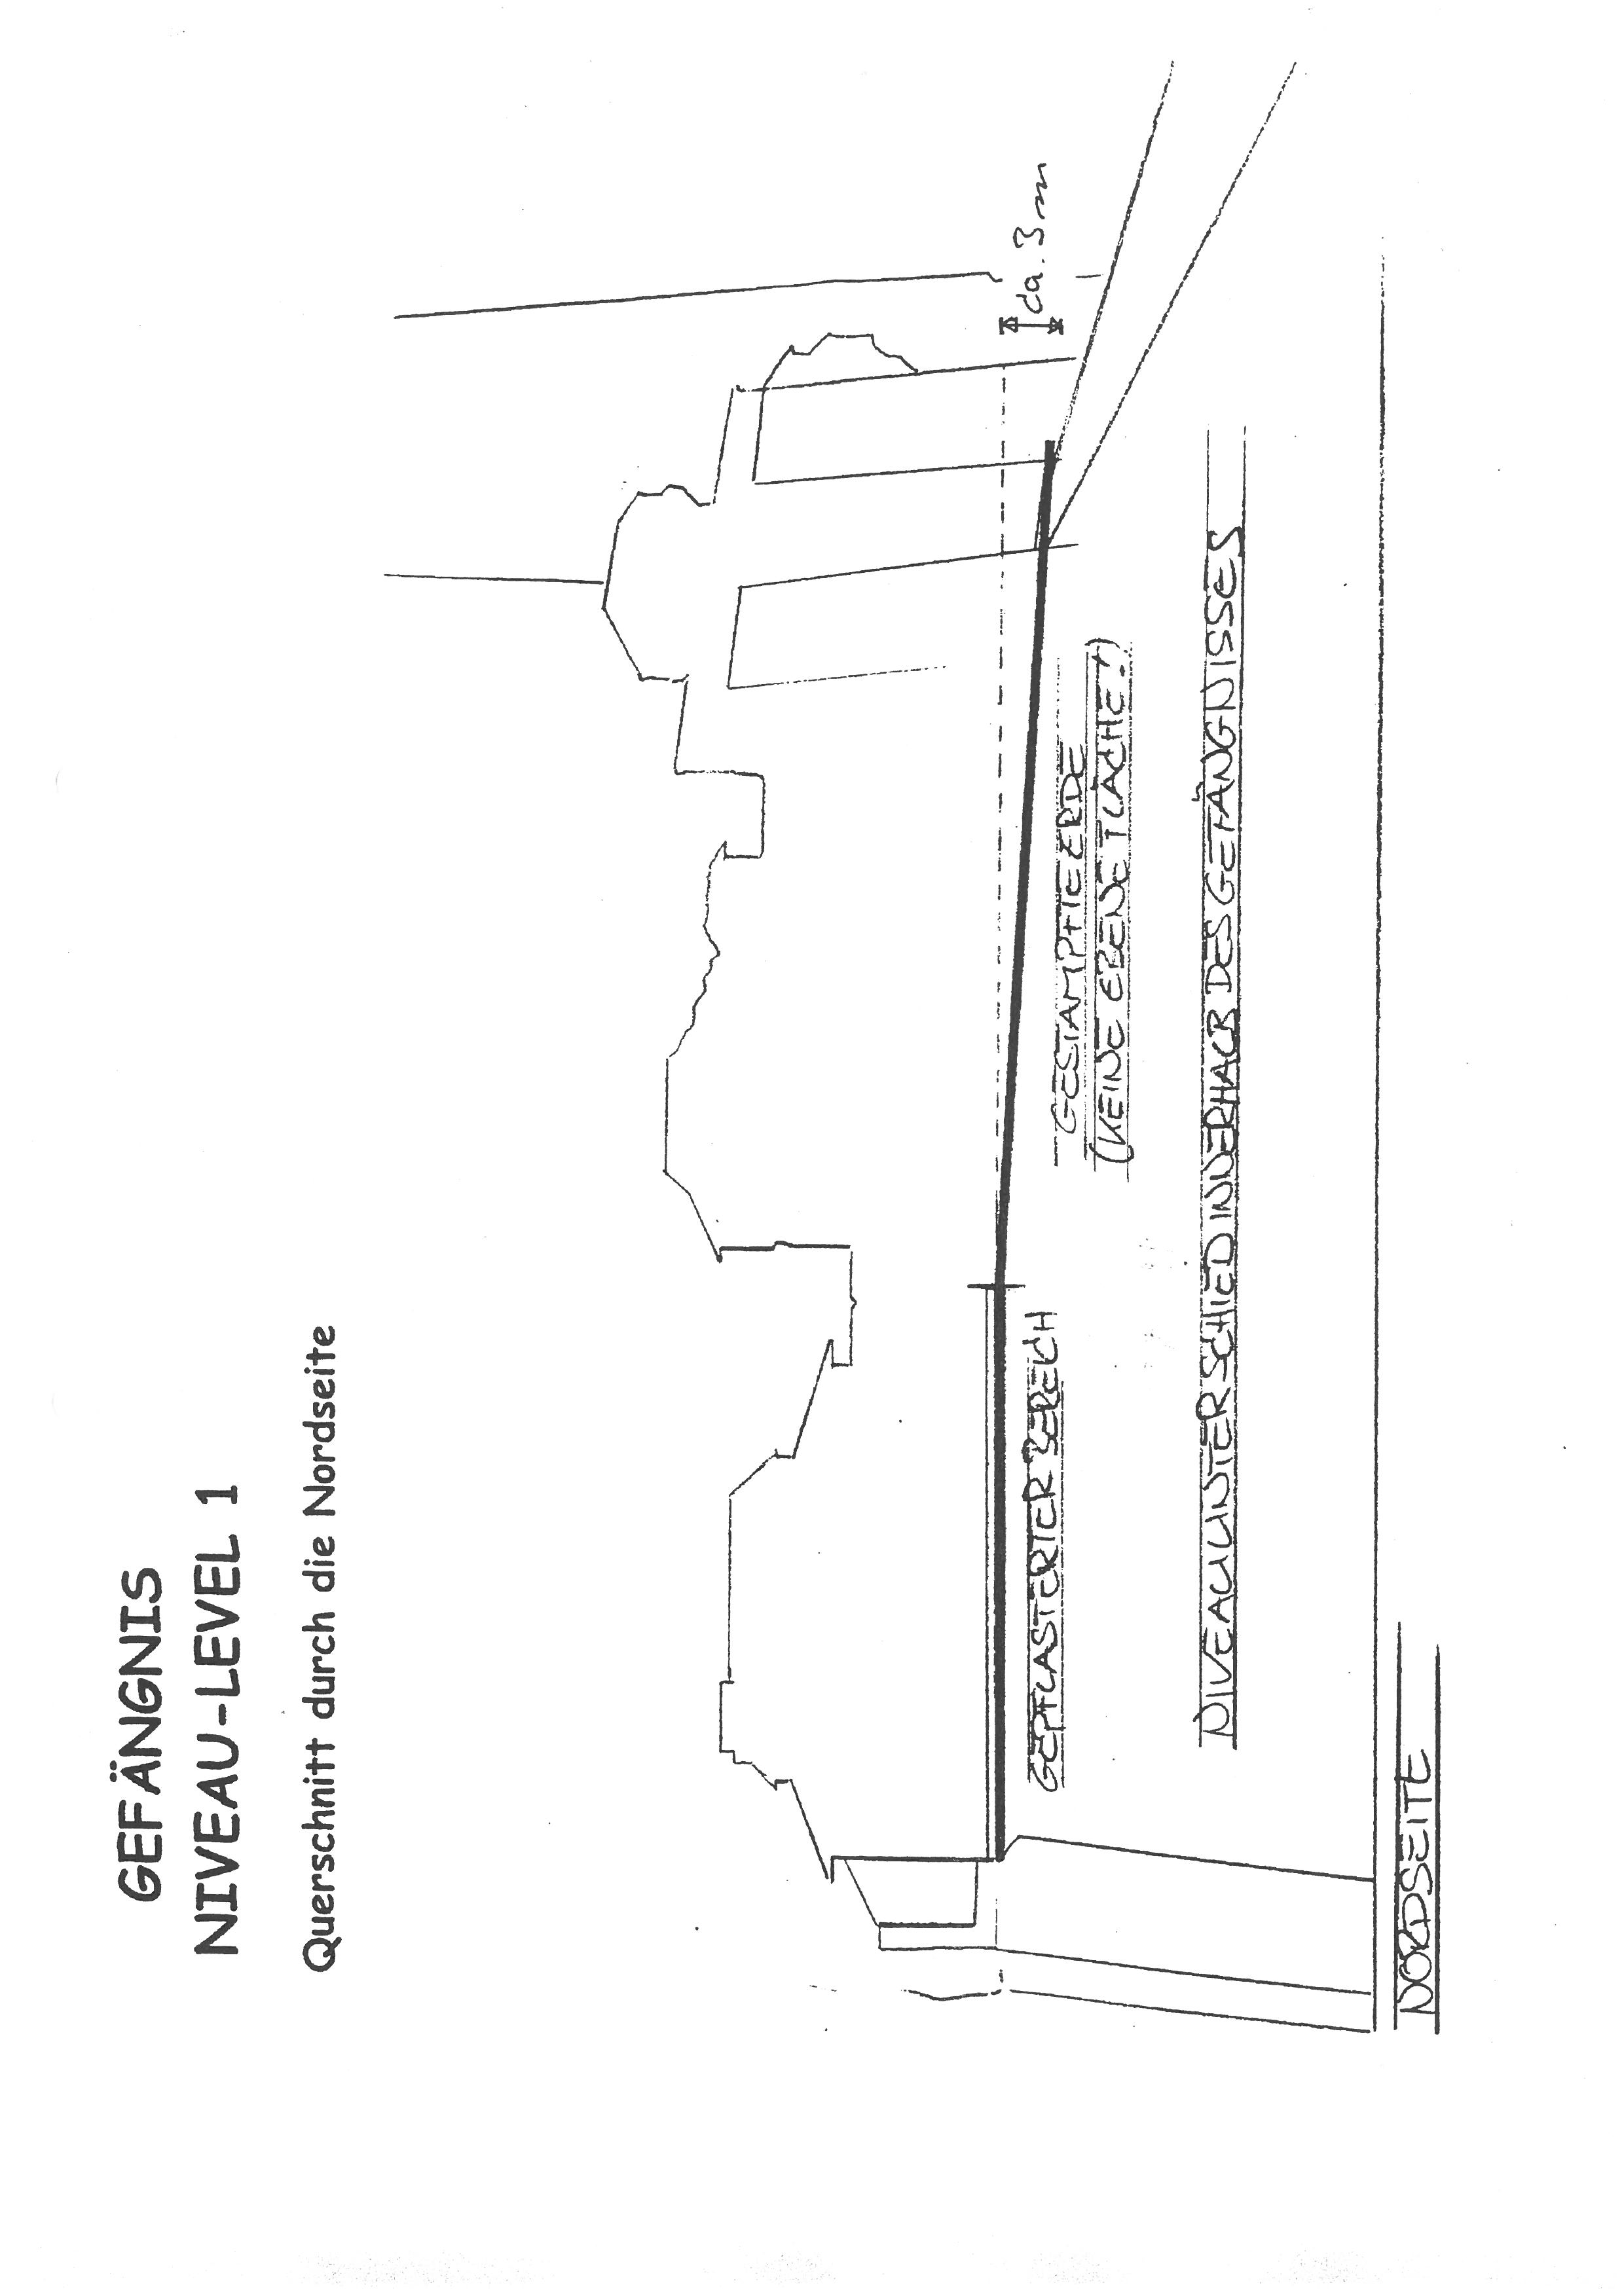 GEFÄNGNIS
NIVEAU-LEVEL 1
Querschnitt durch die Nordseite
ca. 3 m
GEPFLASTERTER BEREICH
GESTAMPFTE ERDE
(KEINE EBENE FLÄCHE!)
NIVEAUUNTERSCHIED INNERHALB DES GEFÄNGNISSES
NORDSEITE